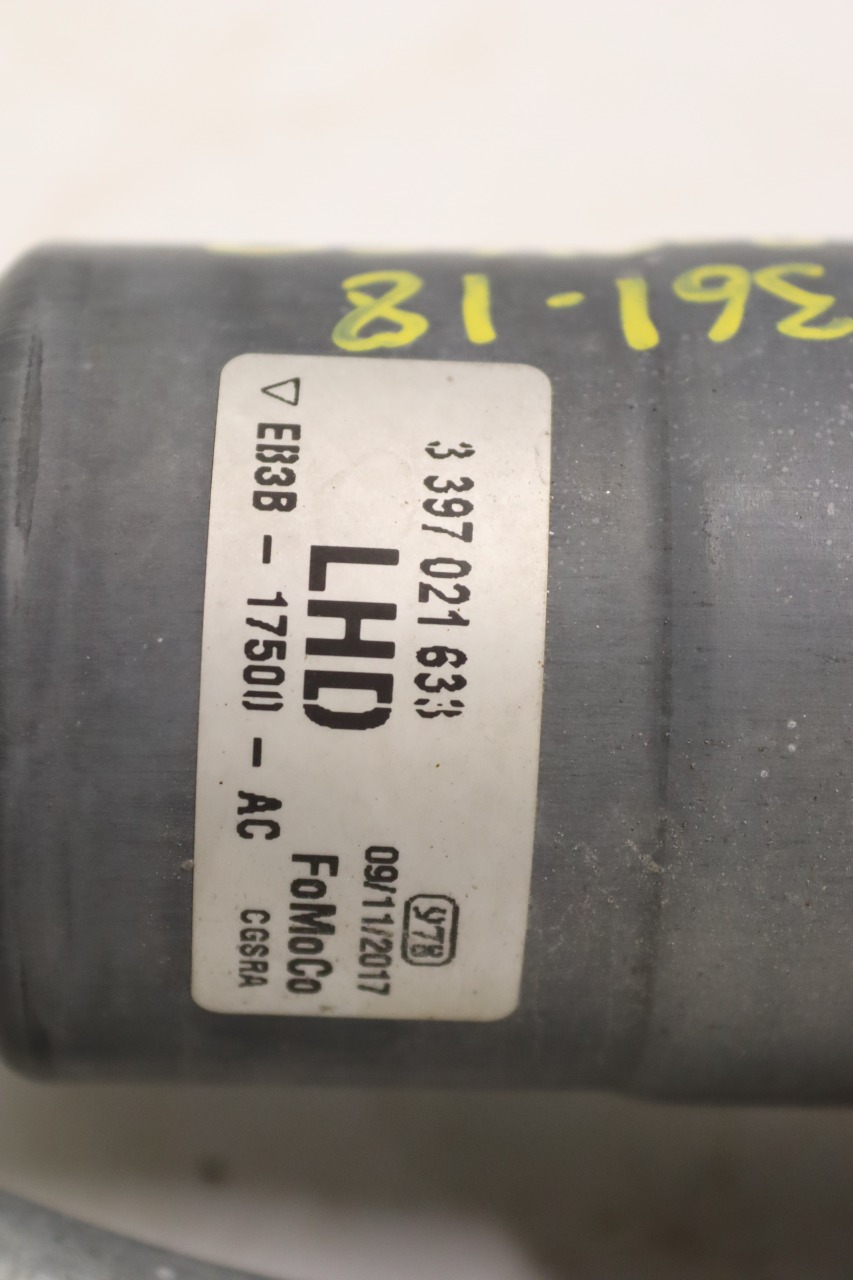 361-18
3 397 021 633
LHD
EB3B - 17500 - AC
978
09/11/2017
FoMoCo
CGSRA